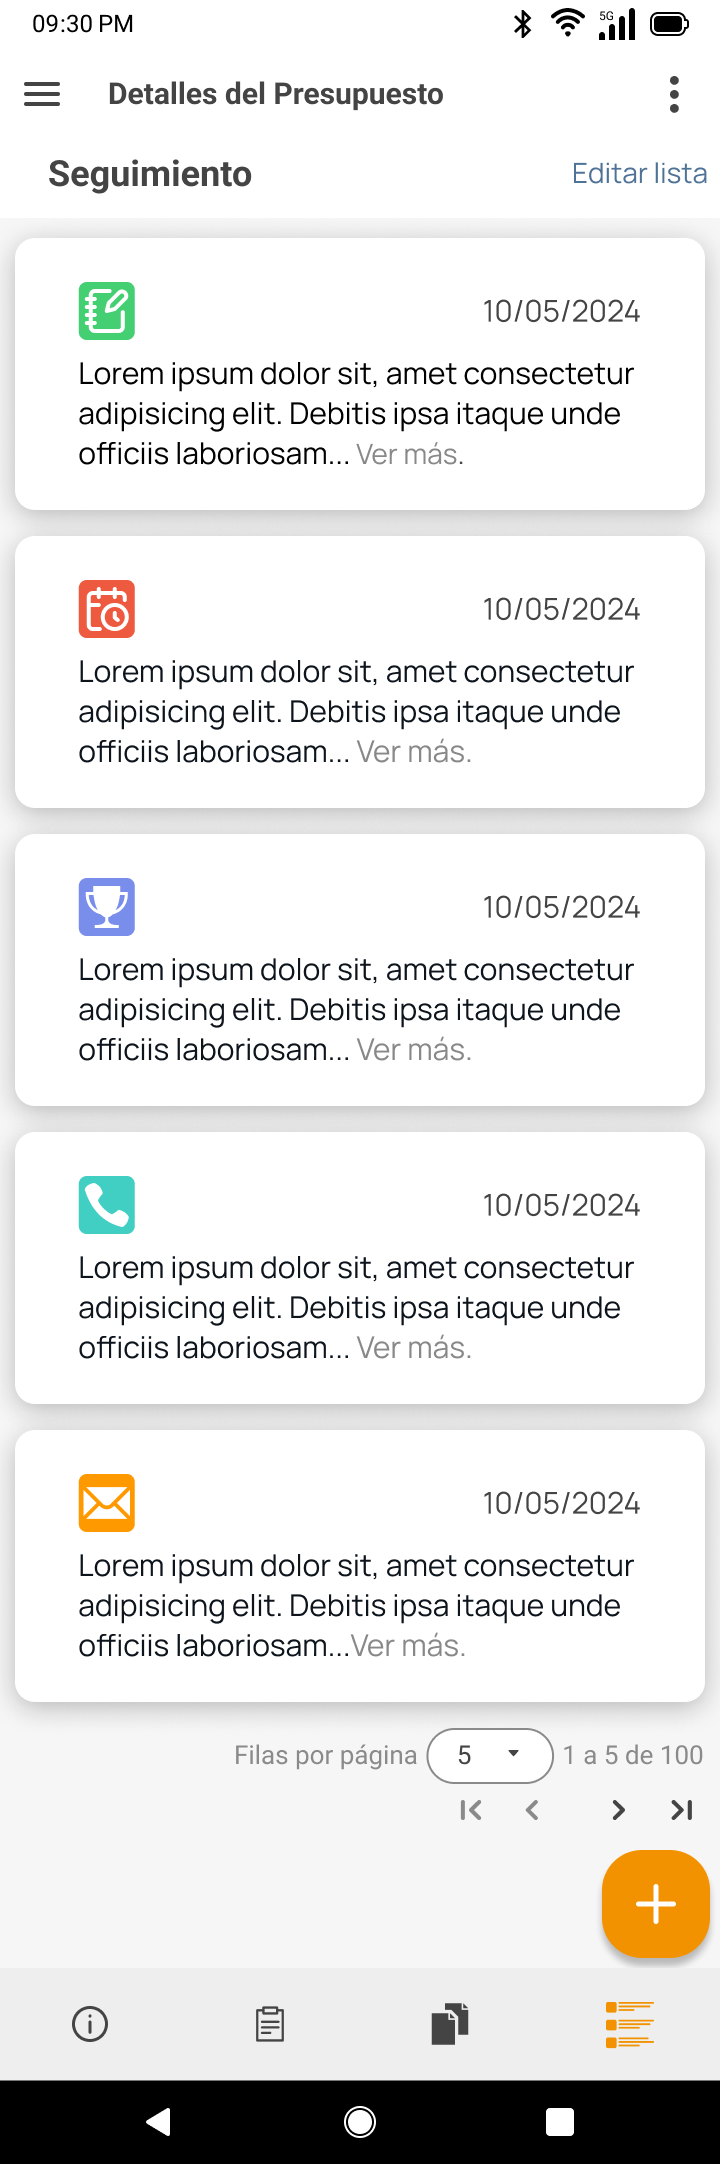 09:30 PM
5G
Detalles del Presupuesto
Seguimiento
Editar lista
10/05/2024
Lorem ipsum dolor sit, amet consectetur
adipisicing elit. Debitis ipsa itaque unde
officiis laboriosam... Ver más.
10/05/2024
Lorem ipsum dolor sit, amet consectetur
adipisicing elit. Debitis ipsa itaque unde
officiis laboriosam... Ver más.
10/05/2024
Lorem ipsum dolor sit, amet consectetur
adipisicing elit. Debitis ipsa itaque unde
officiis laboriosam... Ver más.
10/05/2024
Lorem ipsum dolor sit, amet consectetur
adipisicing elit. Debitis ipsa itaque unde
officiis laboriosam... Ver más.
10/05/2024
Lorem ipsum dolor sit, amet consectetur
adipisicing elit. Debitis ipsa itaque unde
officiis laboriosam...Ver más.
Filas por página 5 1 a 5 de 100